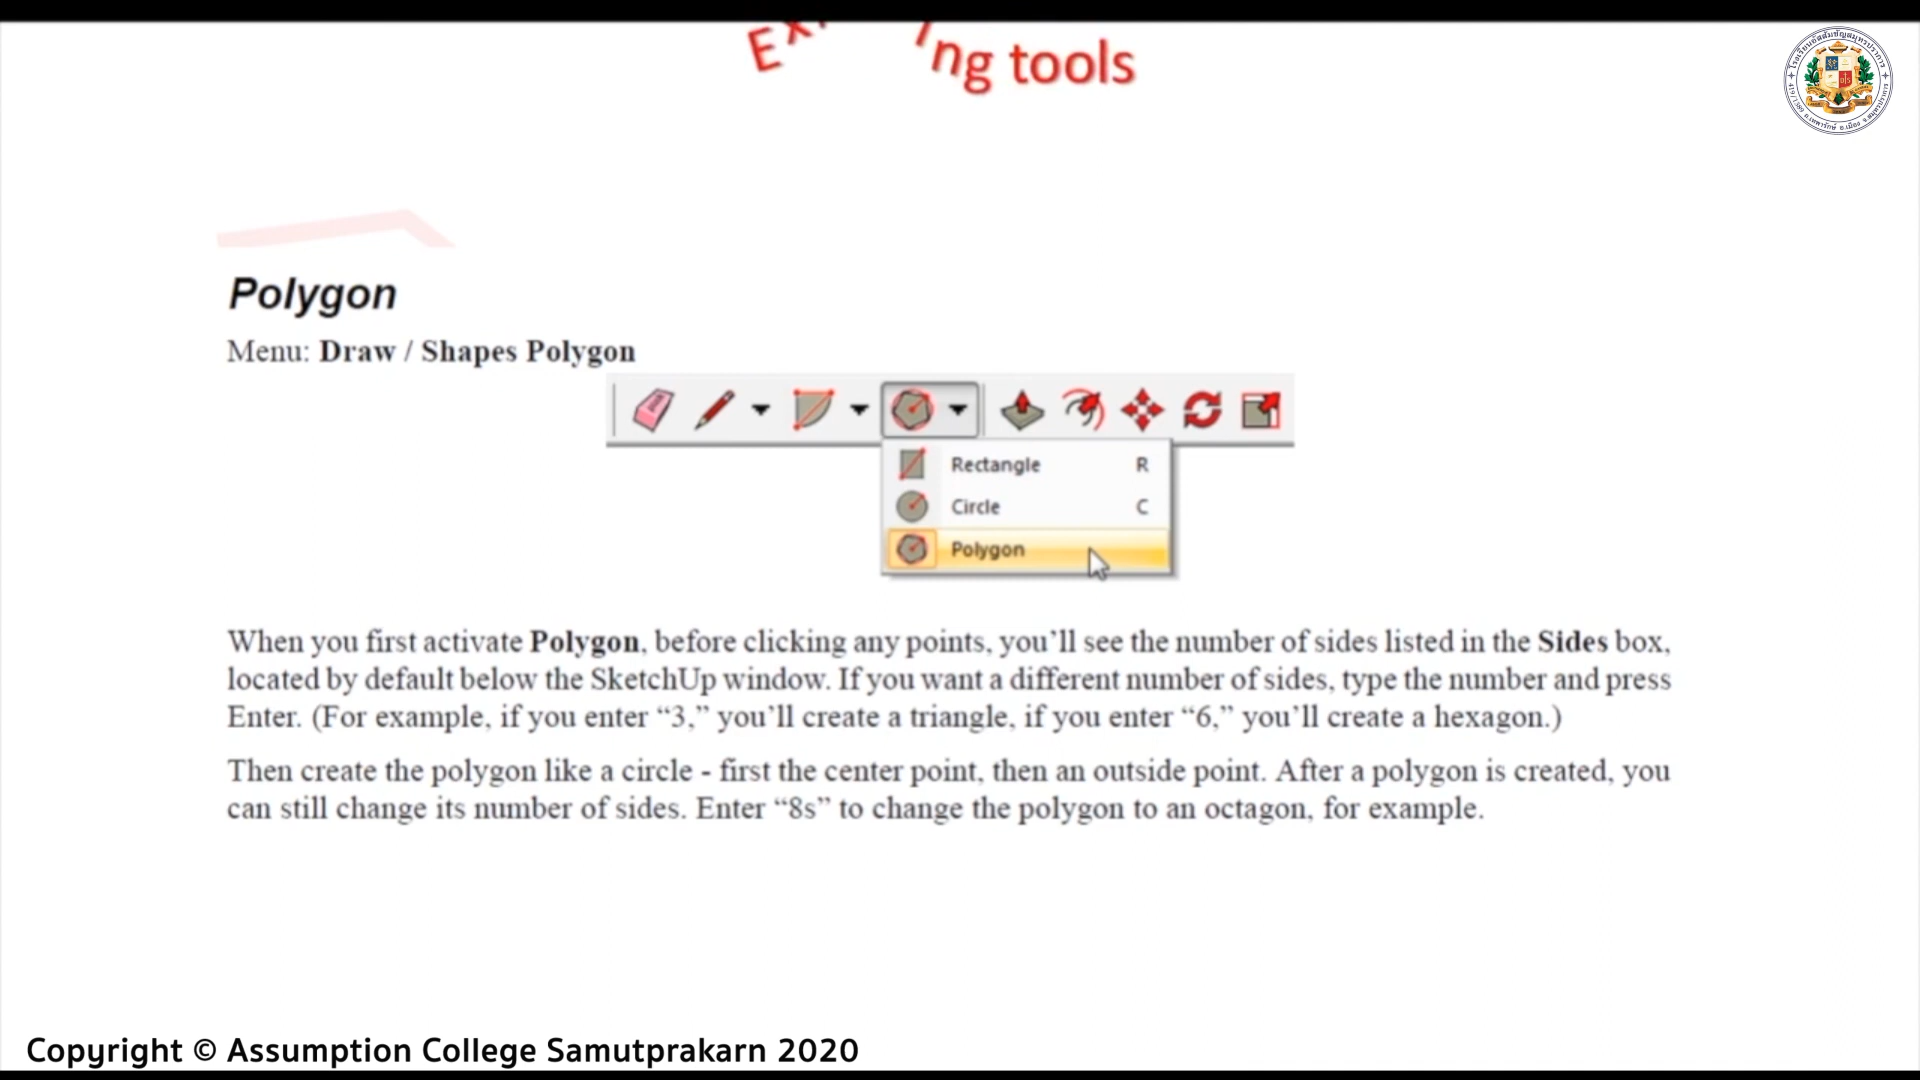 ng tools
Polygon
Menu: Draw / Shapes Polygon
Rectangle R
Circle C
Polygon
When you first activate Polygon, before clicking any points, you’ll see the number of sides listed in the Sides box,
located by default below the SketchUp window. If you want a different number of sides, type the number and press
Enter. (For example, if you enter “3,” you’ll create a triangle, if you enter “6,” you’ll create a hexagon.)
Then create the polygon like a circle - first the center point, then an outside point. After a polygon is created, you
can still change its number of sides. Enter “8s” to change the polygon to an octagon, for example.
Copyright © Assumption College Samutprakarn 2020